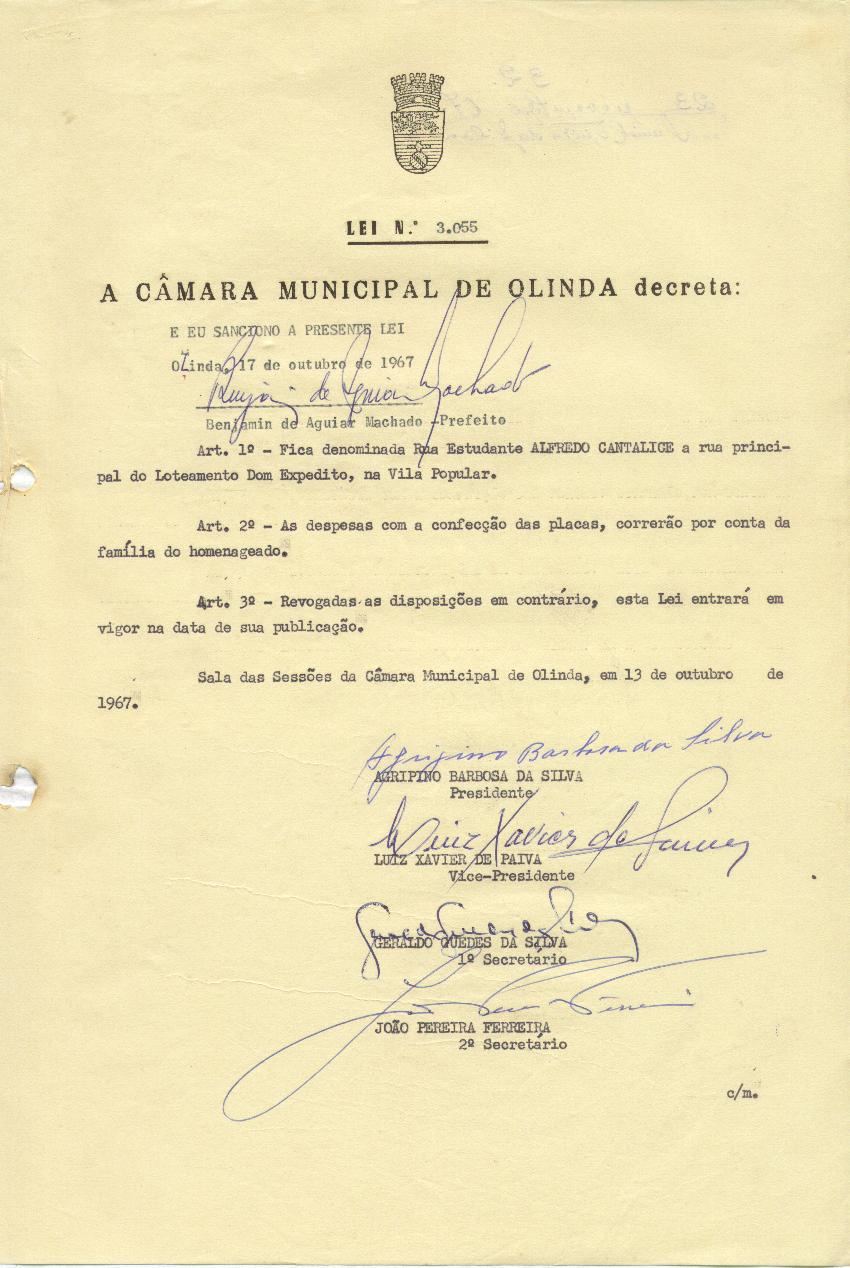 LEI N.º 3.055
A CÂMARA MUNICIPAL DE OLINDA decreta:
E EU SANCIONO A PRESENTE LEI
Olinda, 17 de outubro de 1967
Benjamin de Aguiar Machado
Benjamin de Aguiar Machado -Prefeito
Art. 1º - Fica denominada Rua Estudante ALFREDO CANTALICE a rua princi-
pal do Loteamento Dom Expedito, na Vila Popular.
Art. 2º - As despesas com a confecção das placas, correrão por conta da
família do homenageado.
Art. 3º - Revogadas as disposições em contrário, esta Lei entrará em
vigor na data de sua publicação.
Sala das Sessões da Câmara Municipal de Olinda, em 13 de outubro de
1967.
Agripino Barbosa da Silva
AGRIPINO BARBOSA DA SILVA
Presidente
Luiz Xavier de Paiva
LUIZ XAVIER DE PAIVA
Vice-Presidente
GERALDO GUEDES DA SILVA
1º Secretário
JOÃO PEREIRA FERREIRA
2º Secretário
c/m.